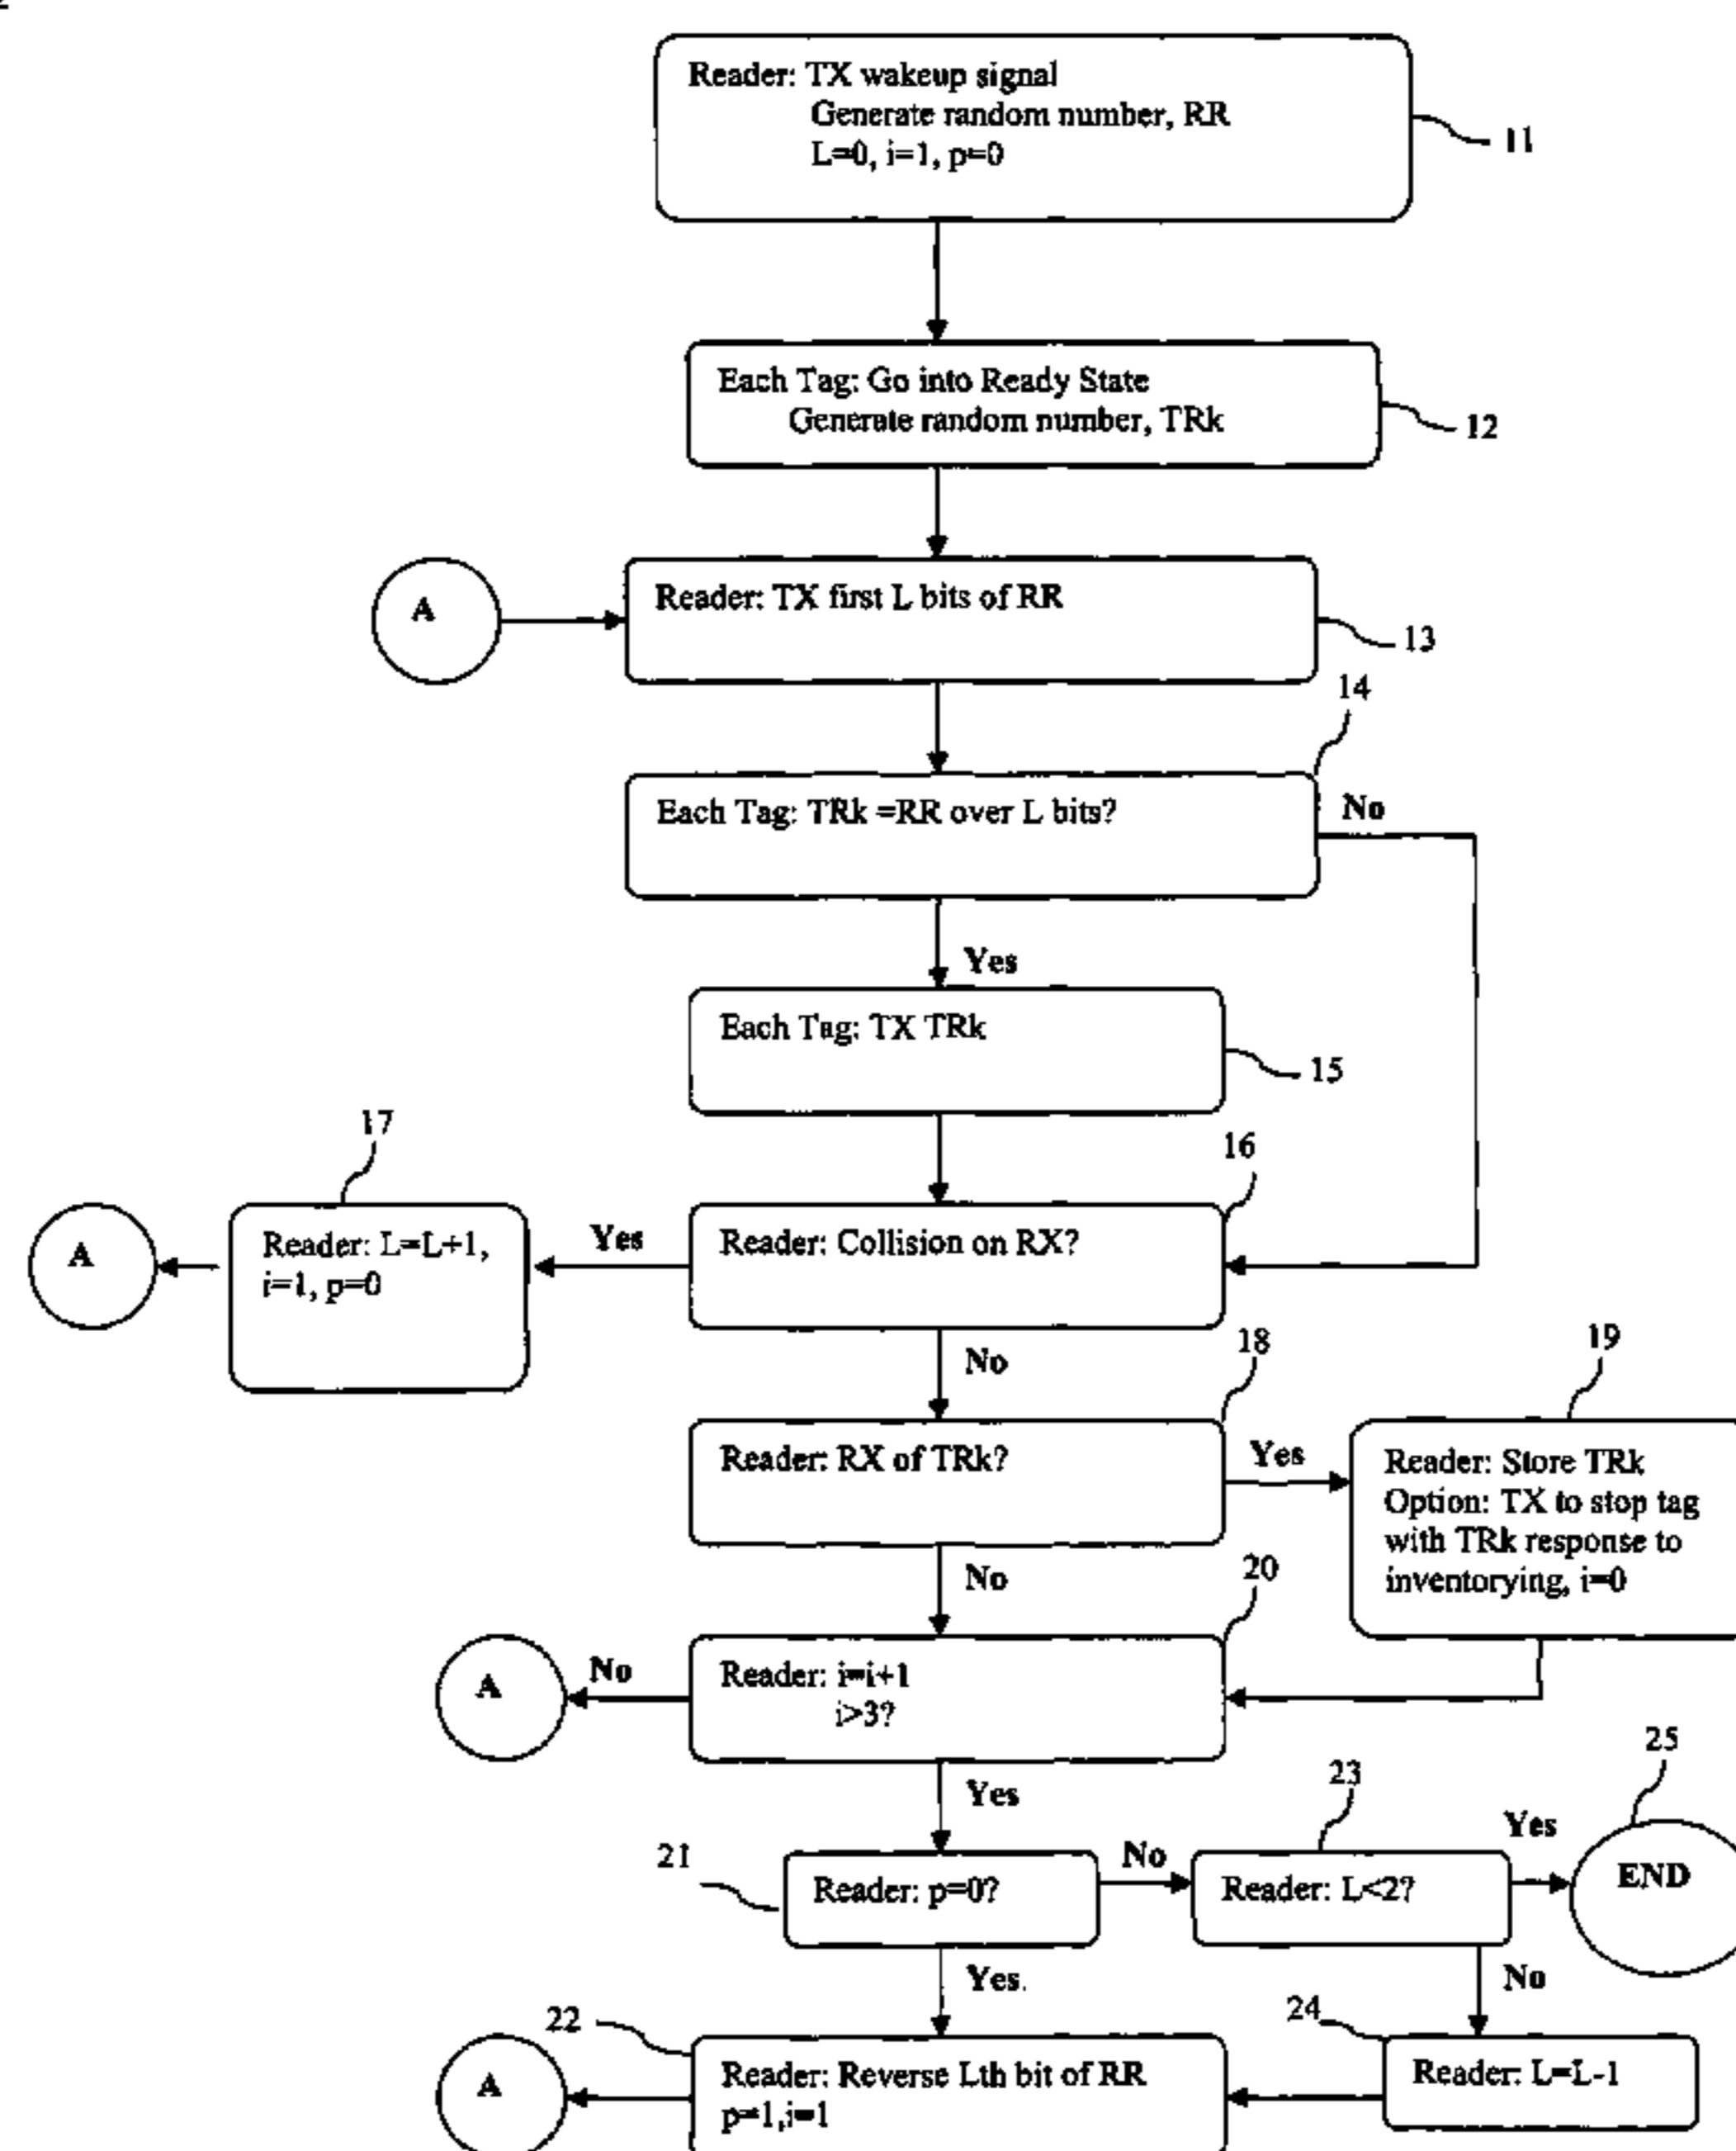 Reader: TX wakeup signal
Generate random number, RR
L=0, i=1, p=0
11
Each Tag: Go into Ready State
Generate random number, TRk
12
A
Reader: TX first L bits of RR
13
14
Each Tag: TRk =RR over L bits?
No
Yes
Each Tag: TX TRk
15
17
16
A
Reader: L=L+1,
i=1, p=0
Yes
Reader: Collision on RX?
No
18
19
Reader: RX of TRk?
Yes
Reader: Store TRk
Option: TX to stop tag
with TRk response to
inventorying, i=0
No
20
A
No
Reader: i=i+1
i>3?
Yes
23
25
21
Reader: p=0?
No
Reader: L<2?
Yes
END
Yes.
No
22
24
A
Reader: Reverse Lth bit of RR
p=1,i=1
Reader: L=L-1